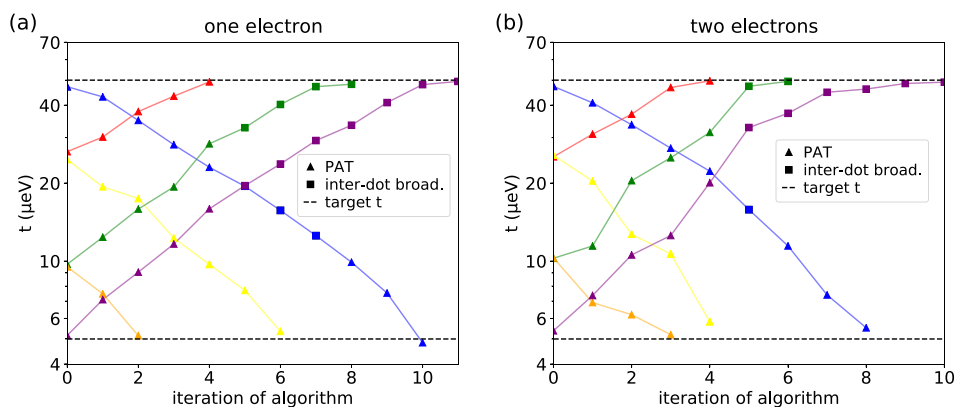 (a)
one electron
70
40
20
10
6
4
t (μeV)
PAT
inter-dot broad.
target t
0
2
4
6
8
10
iteration of algorithm
(b)
two electrons
70
40
20
10
6
4
t (μeV)
PAT
inter-dot broad.
target t
0
2
4
6
8
10
iteration of algorithm